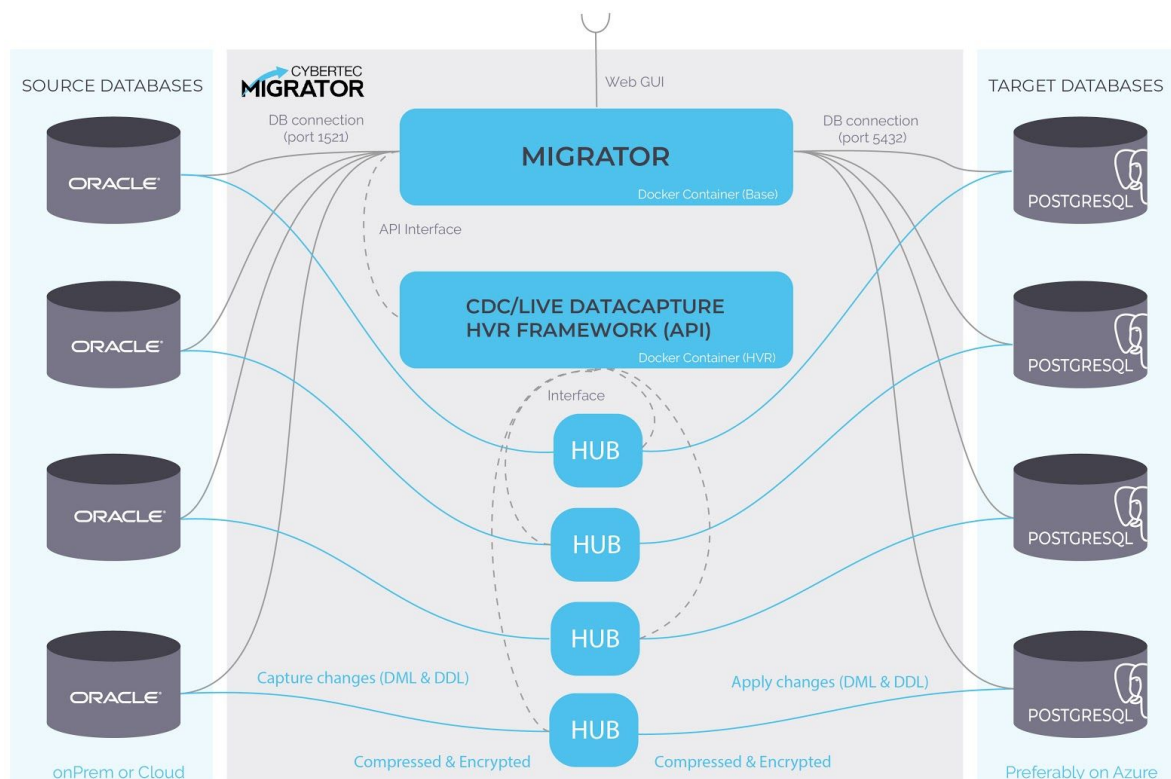 SOURCE DATABASES
CYBERTEC
MIGRATOR
Web GUI
TARGET DATABASES
DB connection
(port 1521)
DB connection
(port 5432)
MIGRATOR
Docker Container (Base)
ORACLE
POSTGRESQL
API Interface
CDC/LIVE DATACAPTURE
HVR FRAMEWORK (API)
Docker Container (HVR)
ORACLE
POSTGRESQL
Interface
HUB
ORACLE
POSTGRESQL
HUB
HUB
Capture changes (DML & DDL)
Apply changes (DML & DDL)
ORACLE
POSTGRESQL
HUB
Compressed & Encrypted
Compressed & Encrypted
onPrem or Cloud
Preferably on Azure